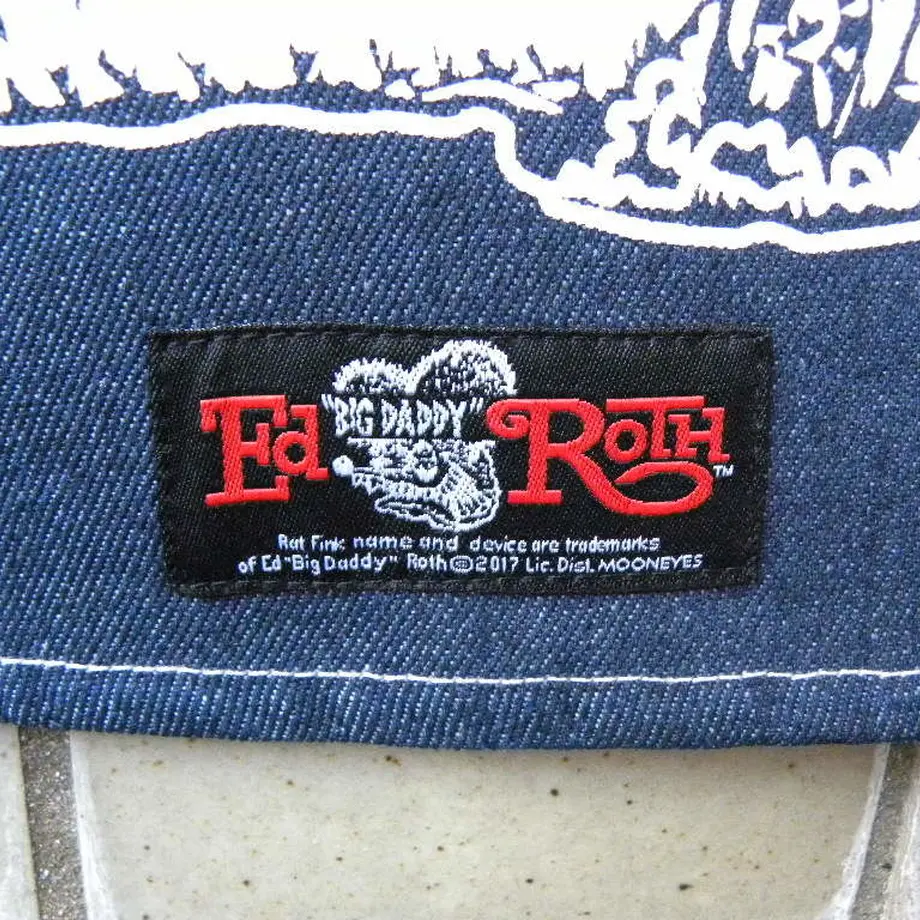 Ed "BIG DADDY" ROTH™
Rat Fink name and device are trademarks
of Ed "Big Daddy" Roth © 2017 Lic. Dist. MOONEYES